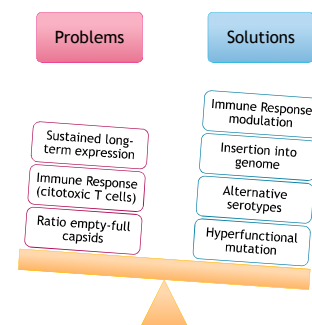 Problems
Solutions
Sustained long-
term expression
Immune Response
(citotoxic T cells)
Ratio empty-full
capsids
Immune Response
modulation
Insertion into
genome
Alternative
serotypes
Hyperfunctional
mutation